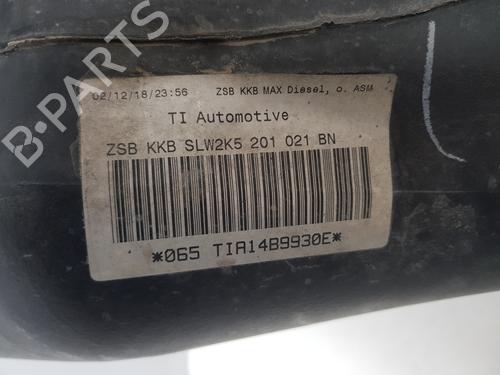 B-PARTS
02/12/18/23:56 ZSB KKB MAX Diesel, o. ASM
TI Automotive
ZSB KKB SLW2K5 201 021 BN
*065 TIA14B9930E*